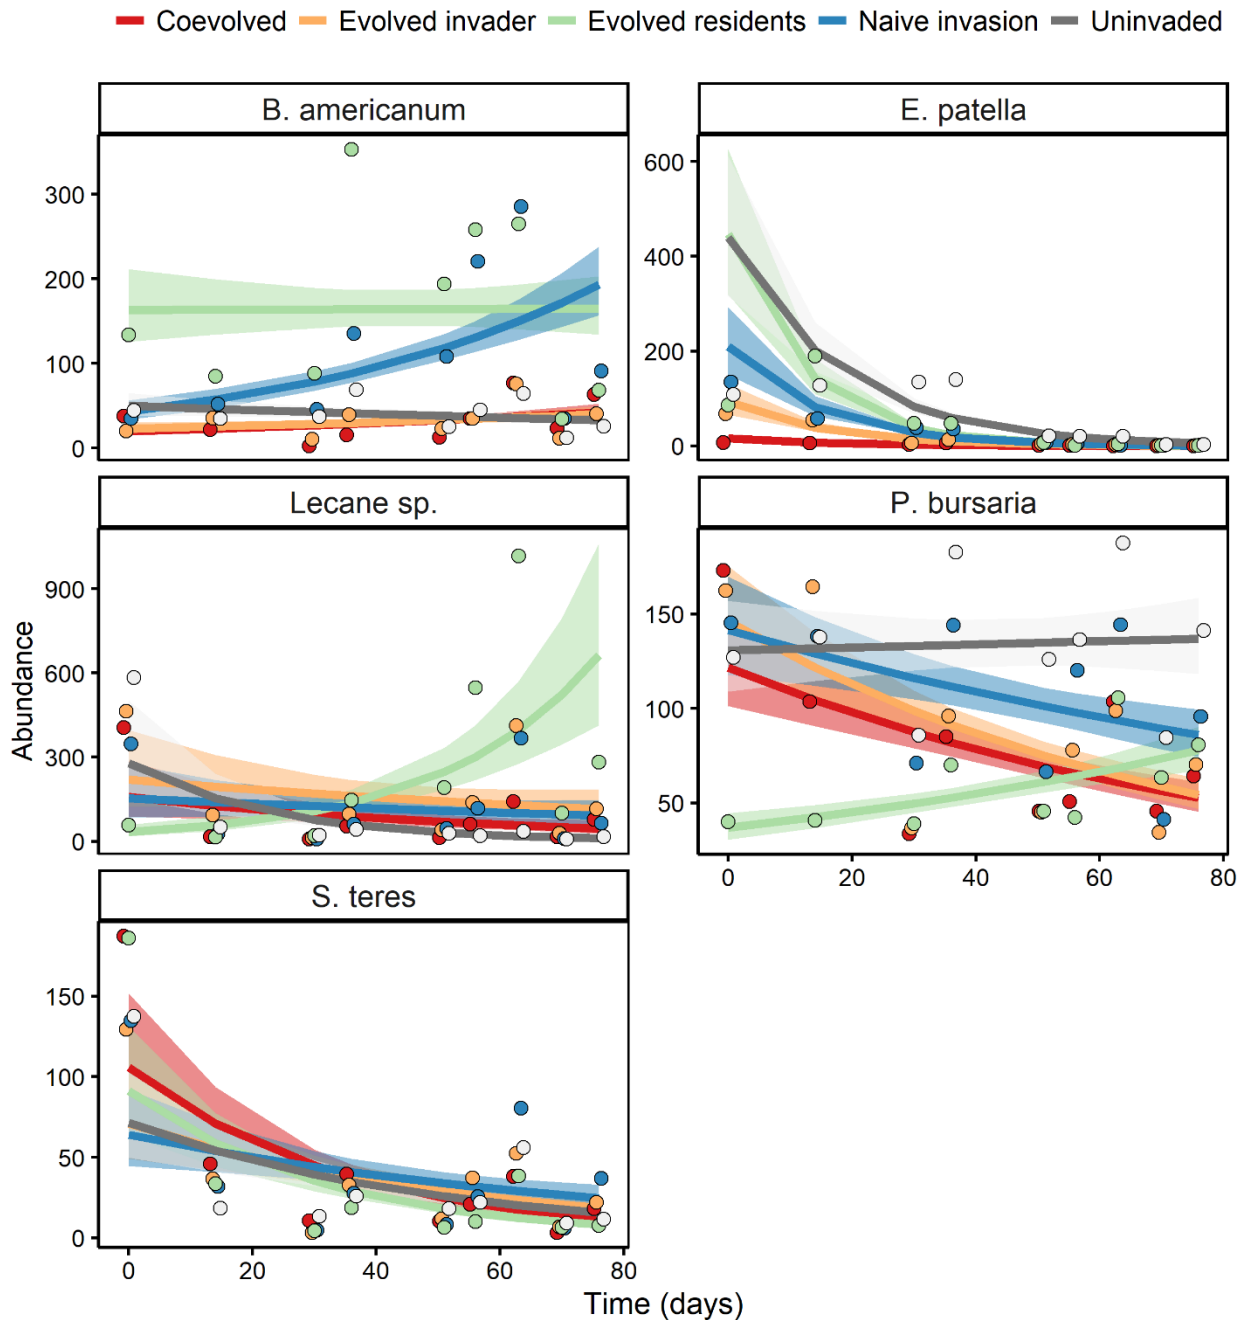 Coevolved Evolved invader Evolved residents Naive invasion Uninvaded
B. americanum
E. patella
300
200
100
0
600
400
200
0
Lecane sp.
P. bursaria
900
600
300
0
150
100
50
0 20 40 60 80
S. teres
150
100
50
0
0 20 40 60 80
Abundance
Time (days)